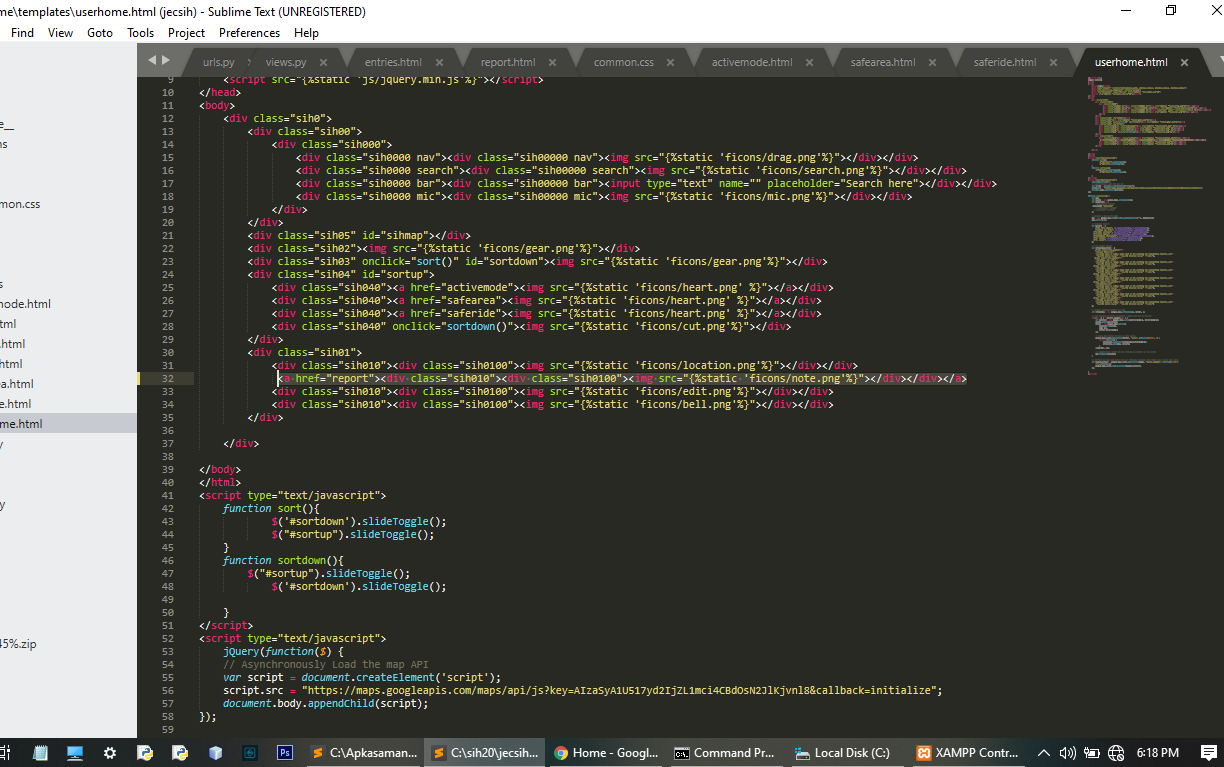 me\templates\userhome.html (jecsih) - Sublime Text (UNREGISTERED)
Find View Goto Tools Project Preferences Help
urls.py views.py entries.html report.html common.css activemode.html safearea.html saferide.html userhome.html
9 <script src="{%static 'js/jquery.min.js'%}"></script>
10 </head>
11 <body>
12 <div class="sih0">
13 <div class="sih00">
14 <div class="sih000">
15 <div class="sih0000 nav"><div class="sih00000 nav"><img src="{%static 'ficons/drag.png'%}"></div></div>
16 <div class="sih0000 search"><div class="sih00000 search"><img src="{%static 'ficons/search.png'%}"></div></div>
17 <div class="sih0000 bar"><div class="sih00000 bar"><input type="text" name="" placeholder="Search here"></div></div>
18 <div class="sih0000 mic"><div class="sih00000 mic"><img src="{%static 'ficons/mic.png'%}"></div></div>
19 </div>
20 </div>
21 <div class="sih05" id="sihmap"></div>
22 <div class="sih02"><img src="{%static 'ficons/gear.png'%}"></div>
23 <div class="sih03" onclick="sort()" id="sortdown"><img src="{%static 'ficons/gear.png'%}"></div>
24 <div class="sih04" id="sortup">
25 <div class="sih040"><a href="activemode"><img src="{%static 'ficons/heart.png' %}"></a></div>
26 <div class="sih040"><a href="safearea"><img src="{%static 'ficons/heart.png' %}"></a></div>
27 <div class="sih040"><a href="saferide"><img src="{%static 'ficons/heart.png' %}"></a></div>
28 <div class="sih040" onclick="sortdown()"><img src="{%static 'ficons/cut.png'%}"></div>
29 </div>
30 <div class="sih01">
31 <div class="sih010"><div class="sih0100"><img src="{%static 'ficons/location.png'%}"></div></div>
32 <a href="report"><div class="sih010"><div class="sih0100"><img src="{%static 'ficons/note.png'%}"></div></div></a>
33 <div class="sih010"><div class="sih0100"><img src="{%static 'ficons/edit.png'%}"></div></div>
34 <div class="sih010"><div class="sih0100"><img src="{%static 'ficons/bell.png'%}"></div></div>
35 </div>
36
37 </div>
38
39 </body>
40 </html>
41 <script type="text/javascript">
42 function sort(){
43 $('#sortdown').slideToggle();
44 $("#sortup").slideToggle();
45 }
46 function sortdown(){
47 $("#sortup").slideToggle();
48 $('#sortdown').slideToggle();
49
50 }
51 </script>
52 <script type="text/javascript">
53 jQuery(function($) {
54 // Asynchronously Load the map API
55 var script = document.createElement('script');
56 script.src = "https://maps.googleapis.com/maps/api/js?key=AIzaSyA1U517yd2IjZL1mci4CBdOsN2JlKjvnl8&callback=initialize";
57 document.body.appendChild(script);
58 });
59
e__
ns
mon.css
s
node.html
tml
.html
html
ea.html
e.html
me.html
y
y
45%.zip
C:\Apkasaman... C:\sih20\jecsih... Home - Googl... Command Pr... Local Disk (C:) XAMPP Contr... 6:18 PM